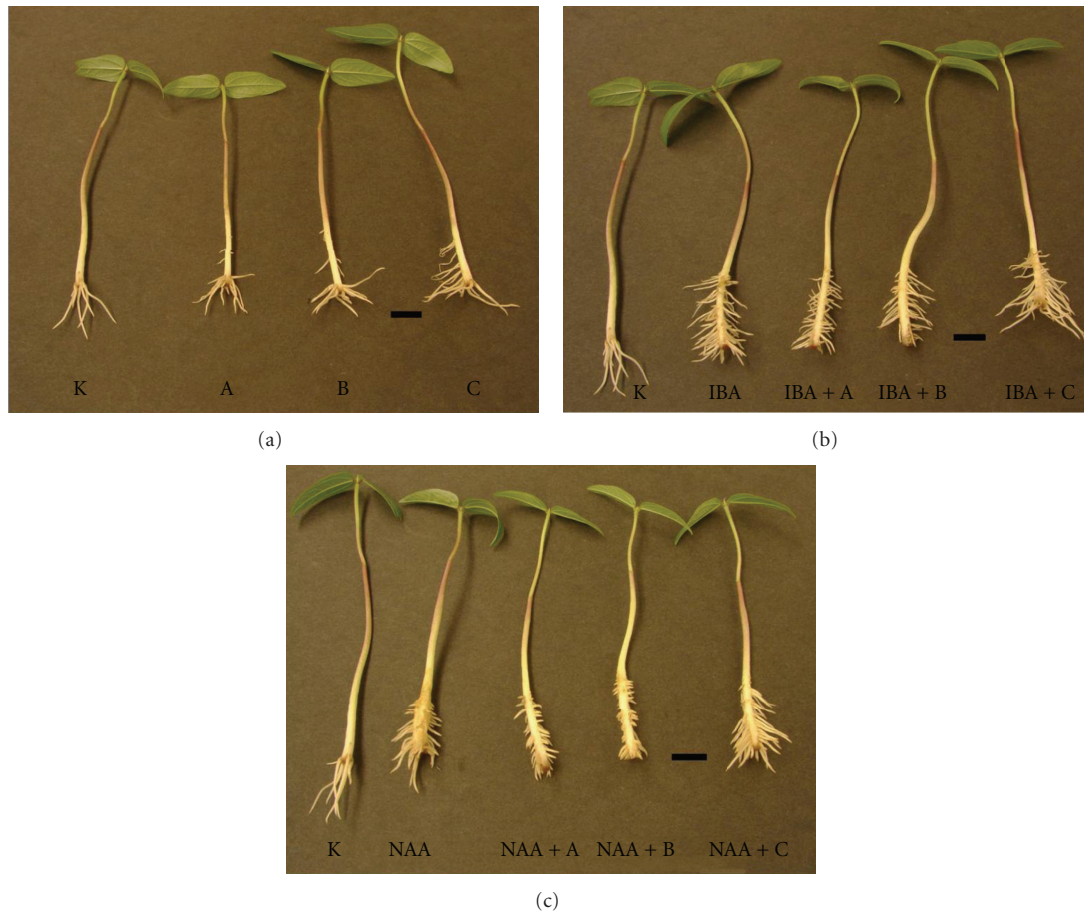 K A B C
(a)
K IBA IBA + A IBA + B IBA + C
(b)
K NAA NAA + A NAA + B NAA + C
(c)